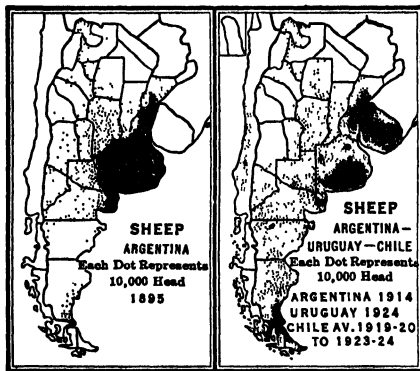 SHEEP
ARGENTINA
Each Dot Represents
10,000 Head
1895
SHEEP
ARGENTINA—
URUGUAY—CHILE
Each Dot Represents
10,000 Head
ARGENTINA 1914
URUGUAY 1924
CHILE AV. 1919-20
TO 1923-24